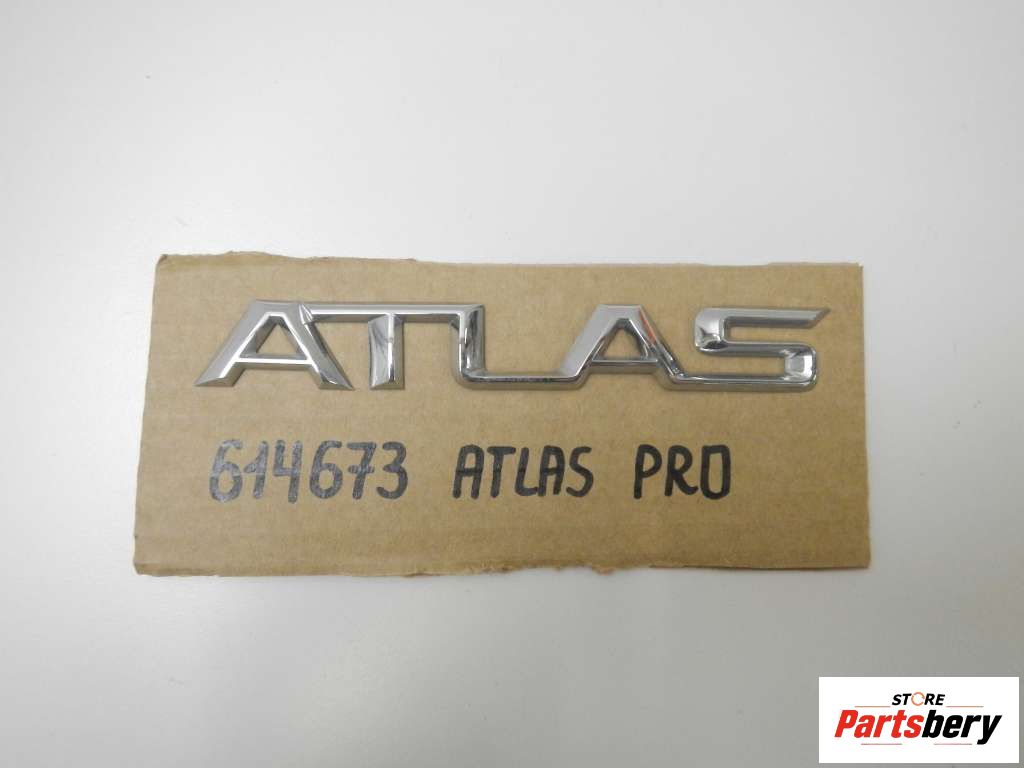 ATLAS
614673 ATLAS PRO
STORE
Partsbery